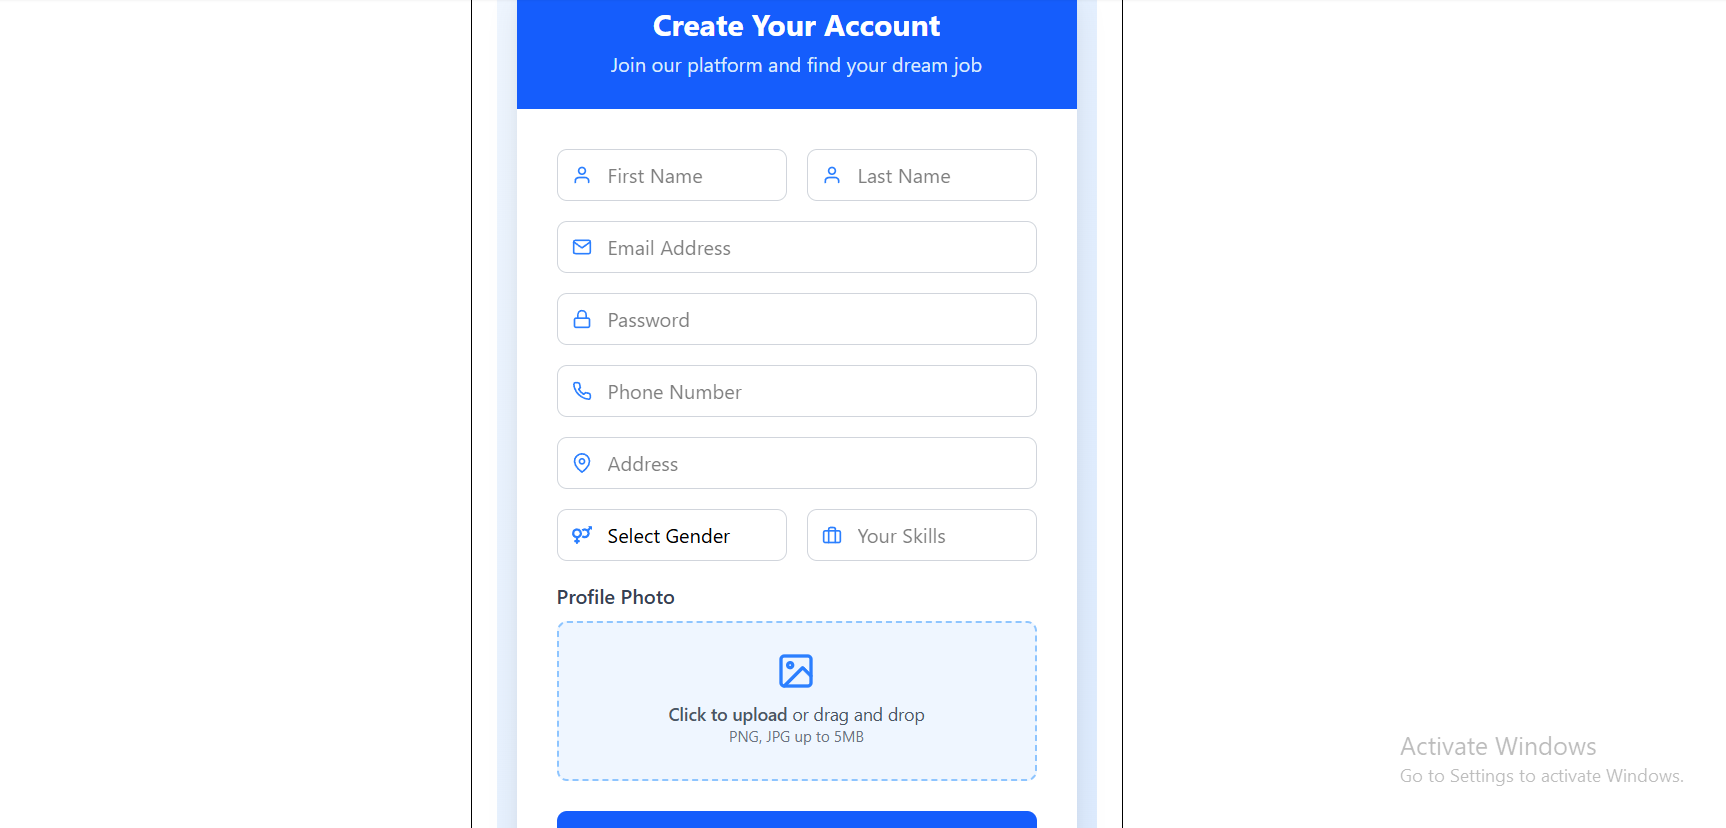 Create Your Account
Join our platform and find your dream job
First Name
Last Name
Email Address
Password
Phone Number
Address
Select Gender
Your Skills
Profile Photo
Click to upload or drag and drop
PNG, JPG up to 5MB
Activate Windows
Go to Settings to activate Windows.